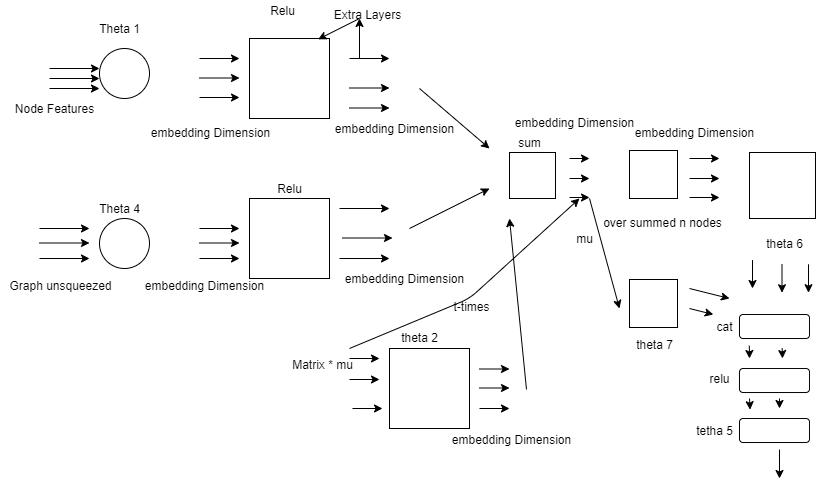 Relu
Extra Layers
Theta 1
Node Features
embedding Dimension
embedding Dimension
embedding Dimension
embedding Dimension
sum
Relu
Theta 4
over summed n nodes
mu
theta 6
Graph unsqueezed
embedding Dimension
embedding Dimension
t-times
theta 2
Matrix * mu
theta 7
cat
relu
tetha 5
embedding Dimension